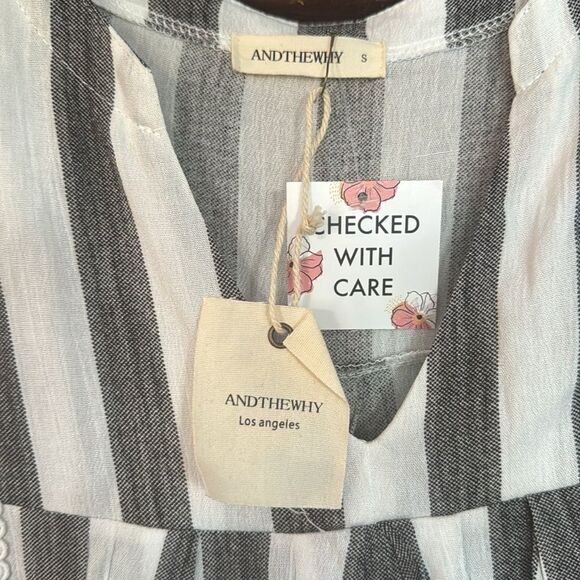 ANDTHEWHY S
CHECKED
WITH
CARE
ANDTHEWHY
Los angeles